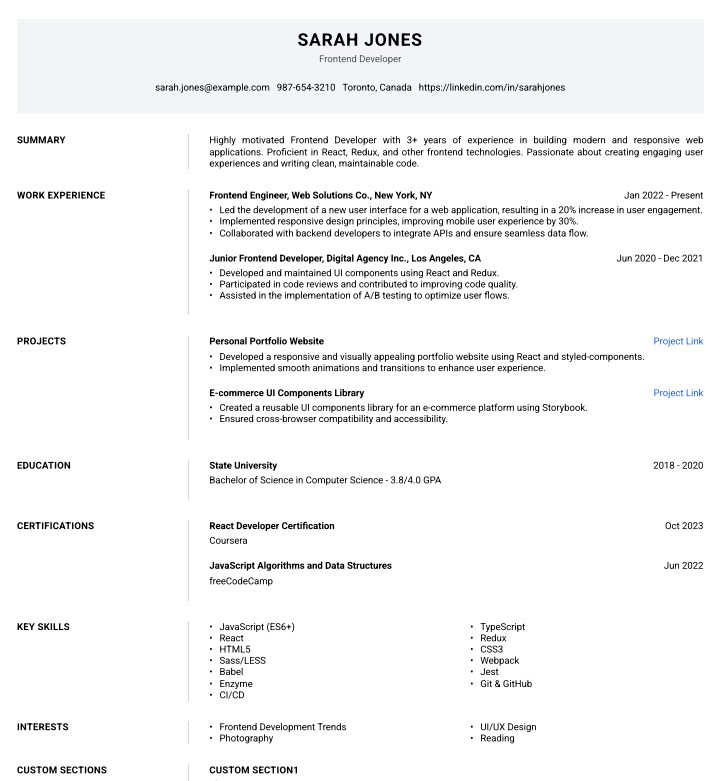 SARAH JONES
Frontend Developer
sarah.jones@example.com 987-654-3210 Toronto, Canada https://linkedin.com/in/sarahjones
SUMMARY
Highly motivated Frontend Developer with 3+ years of experience in building modern and responsive web
applications. Proficient in React, Redux, and other frontend technologies. Passionate about creating engaging user
experiences and writing clean, maintainable code.
WORK EXPERIENCE
Frontend Engineer, Web Solutions Co., New York, NY Jan 2022 - Present
• Led the development of a new user interface for a web application, resulting in a 20% increase in user engagement.
• Implemented responsive design principles, improving mobile user experience by 30%.
• Collaborated with backend developers to integrate APIs and ensure seamless data flow.
Junior Frontend Developer, Digital Agency Inc., Los Angeles, CA Jun 2020 - Dec 2021
• Developed and maintained UI components using React and Redux.
• Participated in code reviews and contributed to improving code quality.
• Assisted in the implementation of A/B testing to optimize user flows.
PROJECTS
Personal Portfolio Website Project Link
• Developed a responsive and visually appealing portfolio website using React and styled-components.
• Implemented smooth animations and transitions to enhance user experience.
E-commerce UI Components Library Project Link
• Created a reusable UI components library for an e-commerce platform using Storybook.
• Ensured cross-browser compatibility and accessibility.
EDUCATION
State University 2018 - 2020
Bachelor of Science in Computer Science - 3.8/4.0 GPA
CERTIFICATIONS
React Developer Certification Oct 2023
Coursera
JavaScript Algorithms and Data Structures Jun 2022
freeCodeCamp
KEY SKILLS
• JavaScript (ES6+)
• React
• HTML5
• Sass/LESS
• Babel
• Enzyme
• CI/CD
• TypeScript
• Redux
• CSS3
• Webpack
• Jest
• Git & GitHub
INTERESTS
• Frontend Development Trends
• Photography
• UI/UX Design
• Reading
CUSTOM SECTIONS
CUSTOM SECTION1